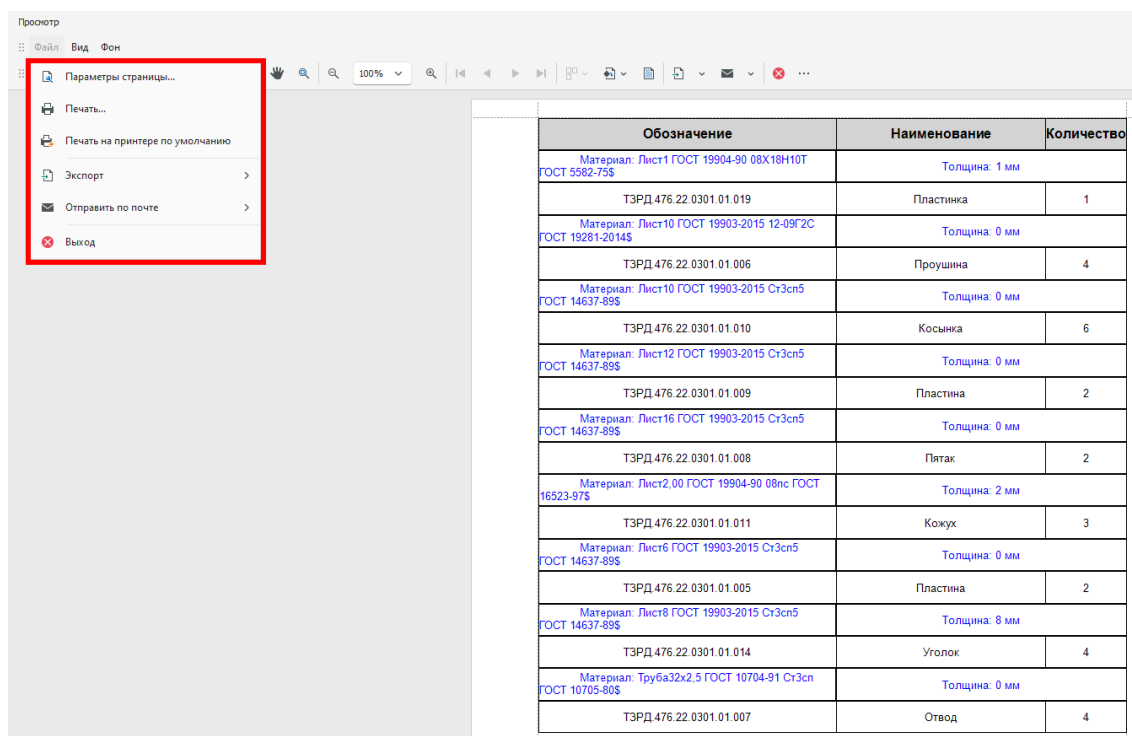 Просмотр
Файл Вид Фон
100%
Параметры страницы...
Печать...
Печать на принтере по умолчанию
Экспорт
Отправить по почте
Выход
Обозначение Наименование Количество
Материал: Лист1 ГОСТ 19904-90 08Х18Н10Т Толщина: 1 мм
ГОСТ 5582-75$
ТЗРД.476.22.0301.01.019 Пластинка 1
Материал: Лист10 ГОСТ 19903-2015 12-09Г2С Толщина: 0 мм
ГОСТ 19281-2014$
ТЗРД.476.22.0301.01.006 Проушина 4
Материал: Лист10 ГОСТ 19903-2015 Ст3сп5 Толщина: 0 мм
ГОСТ 14637-89$
ТЗРД.476.22.0301.01.010 Косынка 6
Материал: Лист12 ГОСТ 19903-2015 Ст3сп5 Толщина: 0 мм
ГОСТ 14637-89$
ТЗРД.476.22.0301.01.009 Пластина 2
Материал: Лист16 ГОСТ 19903-2015 Ст3сп5 Толщина: 0 мм
ГОСТ 14637-89$
ТЗРД.476.22.0301.01.008 Пятак 2
Материал: Лист2,00 ГОСТ 19904-90 08пс ГОСТ Толщина: 2 мм
16523-97$
ТЗРД.476.22.0301.01.011 Кожух 3
Материал: Лист6 ГОСТ 19903-2015 Ст3сп5 Толщина: 0 мм
ГОСТ 14637-89$
ТЗРД.476.22.0301.01.005 Пластина 2
Материал: Лист8 ГОСТ 19903-2015 Ст3сп5 Толщина: 8 мм
ГОСТ 14637-89$
ТЗРД.476.22.0301.01.014 Уголок 4
Материал: Труба32х2,5 ГОСТ 10704-91 Ст3сп Толщина: 0 мм
ГОСТ 10705-80$
ТЗРД.476.22.0301.01.007 Отвод 4